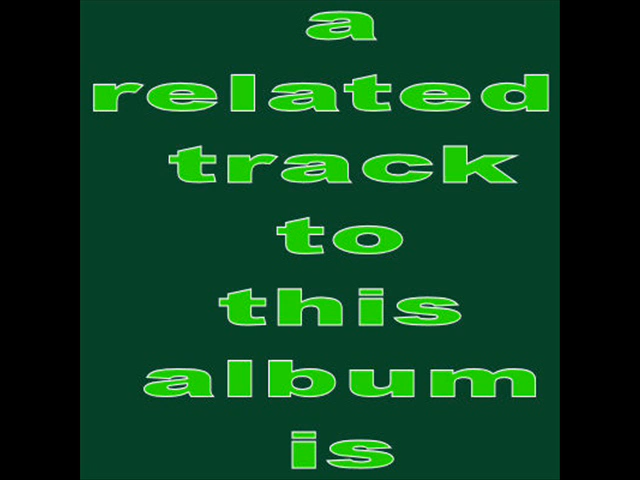 a
related
track
to
this
album
is